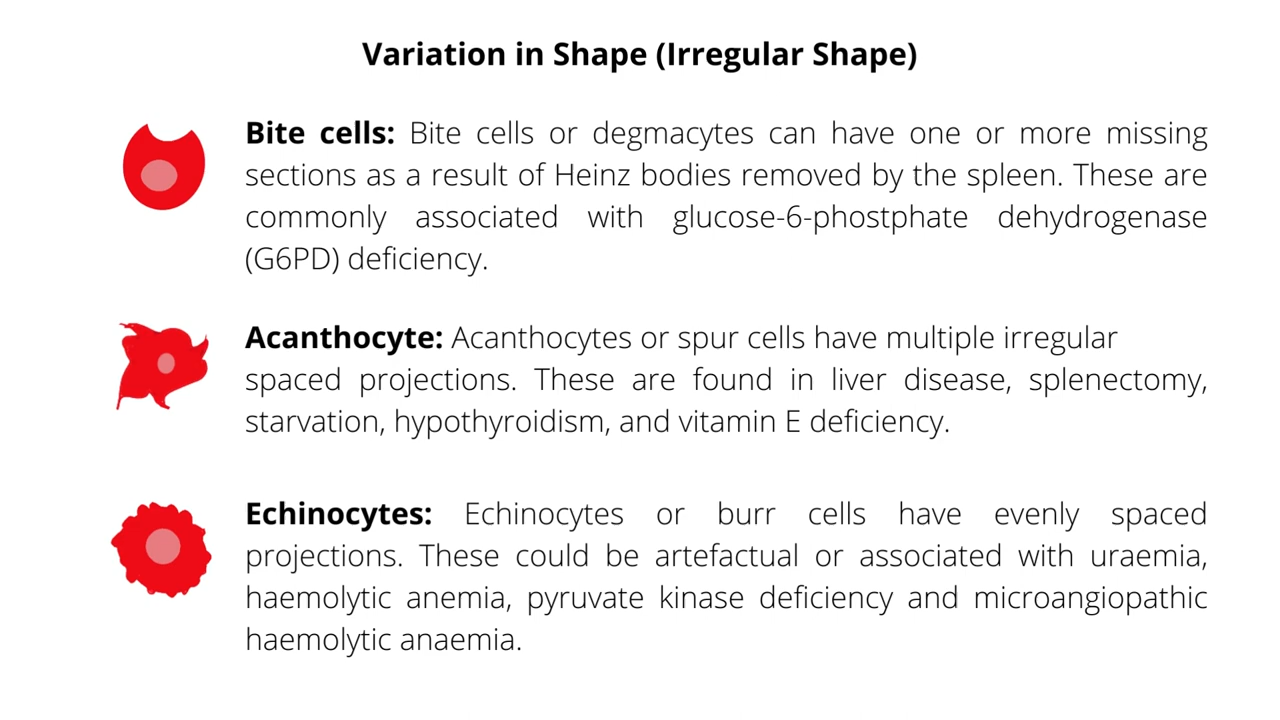 Variation in Shape (Irregular Shape)
Bite cells: Bite cells or degmacytes can have one or more missing
sections as a result of Heinz bodies removed by the spleen. These are
commonly associated with glucose-6-phostphate dehydrogenase
(G6PD) deficiency.
Acanthocyte: Acanthocytes or spur cells have multiple irregular
spaced projections. These are found in liver disease, splenectomy,
starvation, hypothyroidism, and vitamin E deficiency.
Echinocytes: Echinocytes or burr cells have evenly spaced
projections. These could be artefactual or associated with uraemia,
haemolytic anemia, pyruvate kinase deficiency and microangiopathic
haemolytic anaemia.